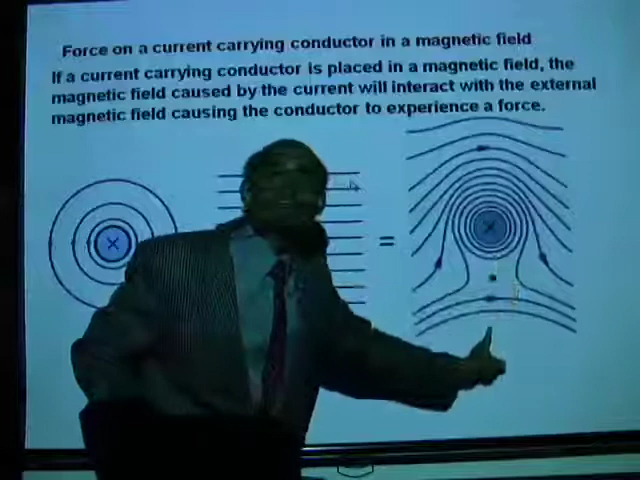 Force on a current carrying conductor in a magnetic field
If a current carrying conductor is placed in a magnetic field, the
magnetic field caused by the current will interact with the external
magnetic field causing the conductor to experience a force.
=